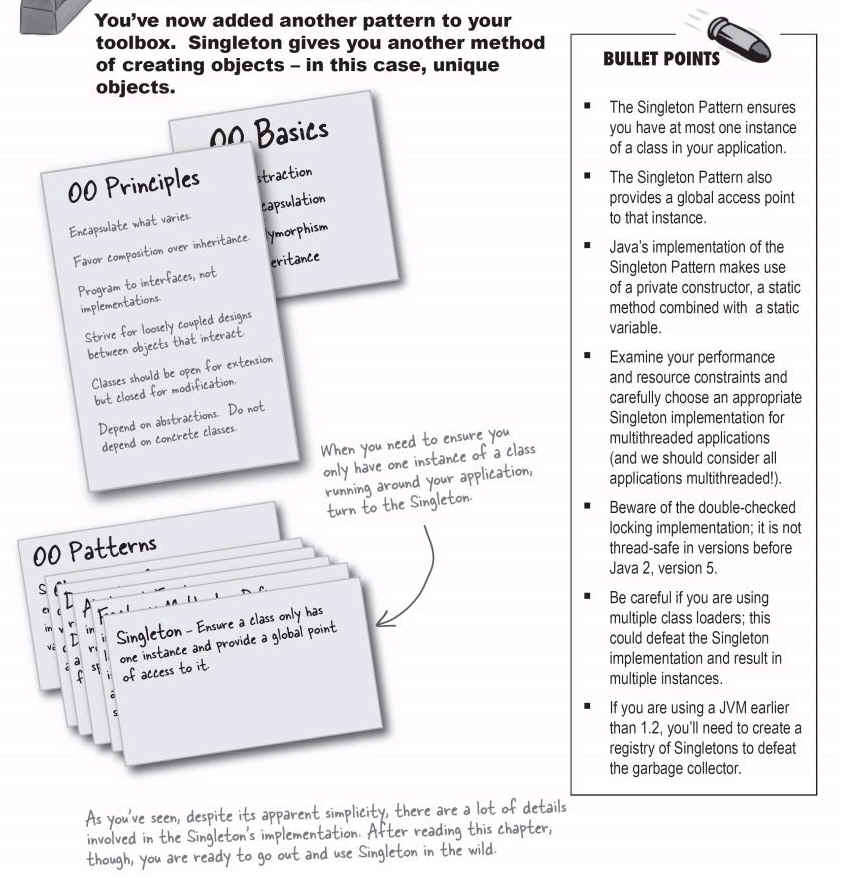 You've now added another pattern to your
toolbox. Singleton gives you another method
of creating objects – in this case, unique
objects.
OO Basics
OO Principles
Encapsulate what varies.
Favor composition over inheritance.
Program to interfaces, not
implementations.
Strive for loosely coupled designs
between objects that interact.
Classes should be open for extension
but closed for modification.
Depend on abstractions. Do not
depend on concrete classes.
straction
capsulation
ymorphism
eritance
When you need to ensure you
only have one instance of a class
running around your application,
turn to the Singleton.
OO Patterns
Singleton - Ensure a class only has
one instance and provide a global point
of access to it.
As you've seen, despite its apparent simplicity, there are a lot of details
involved in the Singleton's implementation. After reading this chapter,
though, you are ready to go out and use Singleton in the wild.
BULLET POINTS
▪ The Singleton Pattern ensures
you have at most one instance
of a class in your application.
▪ The Singleton Pattern also
provides a global access point
to that instance.
▪ Java's implementation of the
Singleton Pattern makes use
of a private constructor, a static
method combined with a static
variable.
▪ Examine your performance
and resource constraints and
carefully choose an appropriate
Singleton implementation for
multithreaded applications
(and we should consider all
applications multithreaded!).
▪ Beware of the double-checked
locking implementation; it is not
thread-safe in versions before
Java 2, version 5.
▪ Be careful if you are using
multiple class loaders; this
could defeat the Singleton
implementation and result in
multiple instances.
▪ If you are using a JVM earlier
than 1.2, you'll need to create a
registry of Singletons to defeat
the garbage collector.